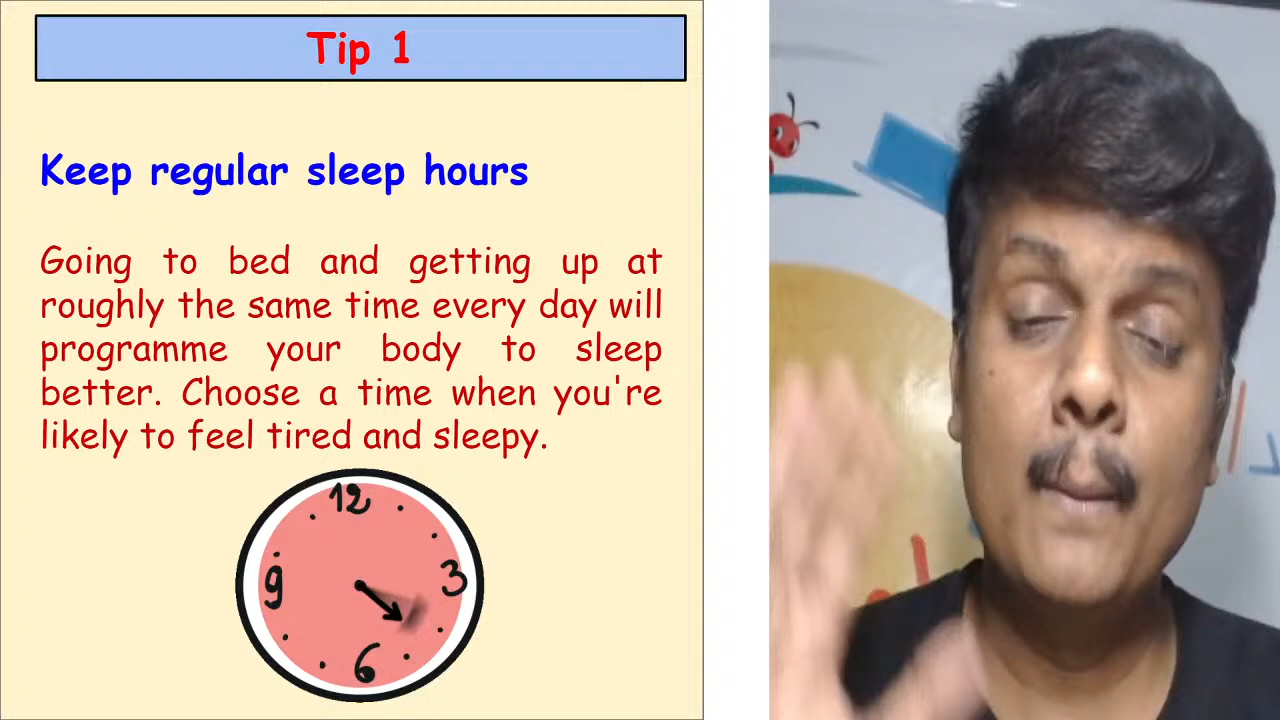 Tip 1
Keep regular sleep hours
Going to bed and getting up at
roughly the same time every day will
programme your body to sleep
better. Choose a time when you're
likely to feel tired and sleepy.
12
9
3
6